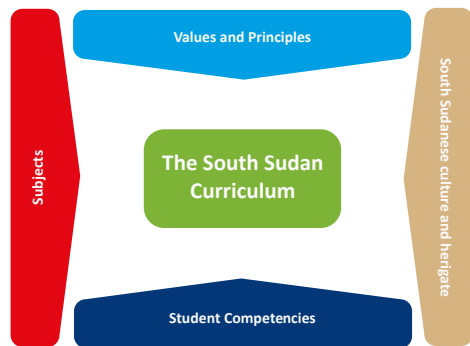 Values and Principles
Subjects
The South Sudan
Curriculum
South Sudanese culture and herigate
Student Competencies